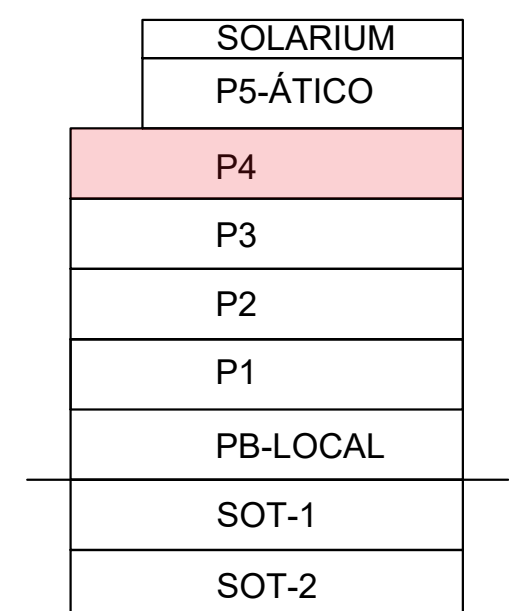 SOLARIUM
P5-ÁTICO
P4
P3
P2
P1
PB-LOCAL
SOT-1
SOT-2